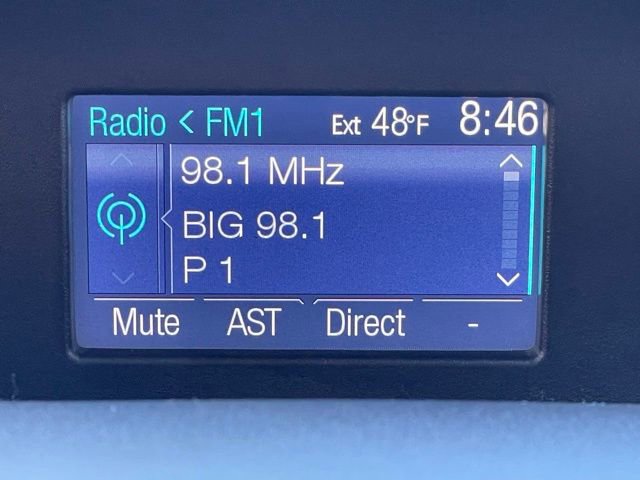 Radio < FM1 Ext 48°F 8:46
98.1 MHz
BIG 98.1
P 1
Mute AST Direct -